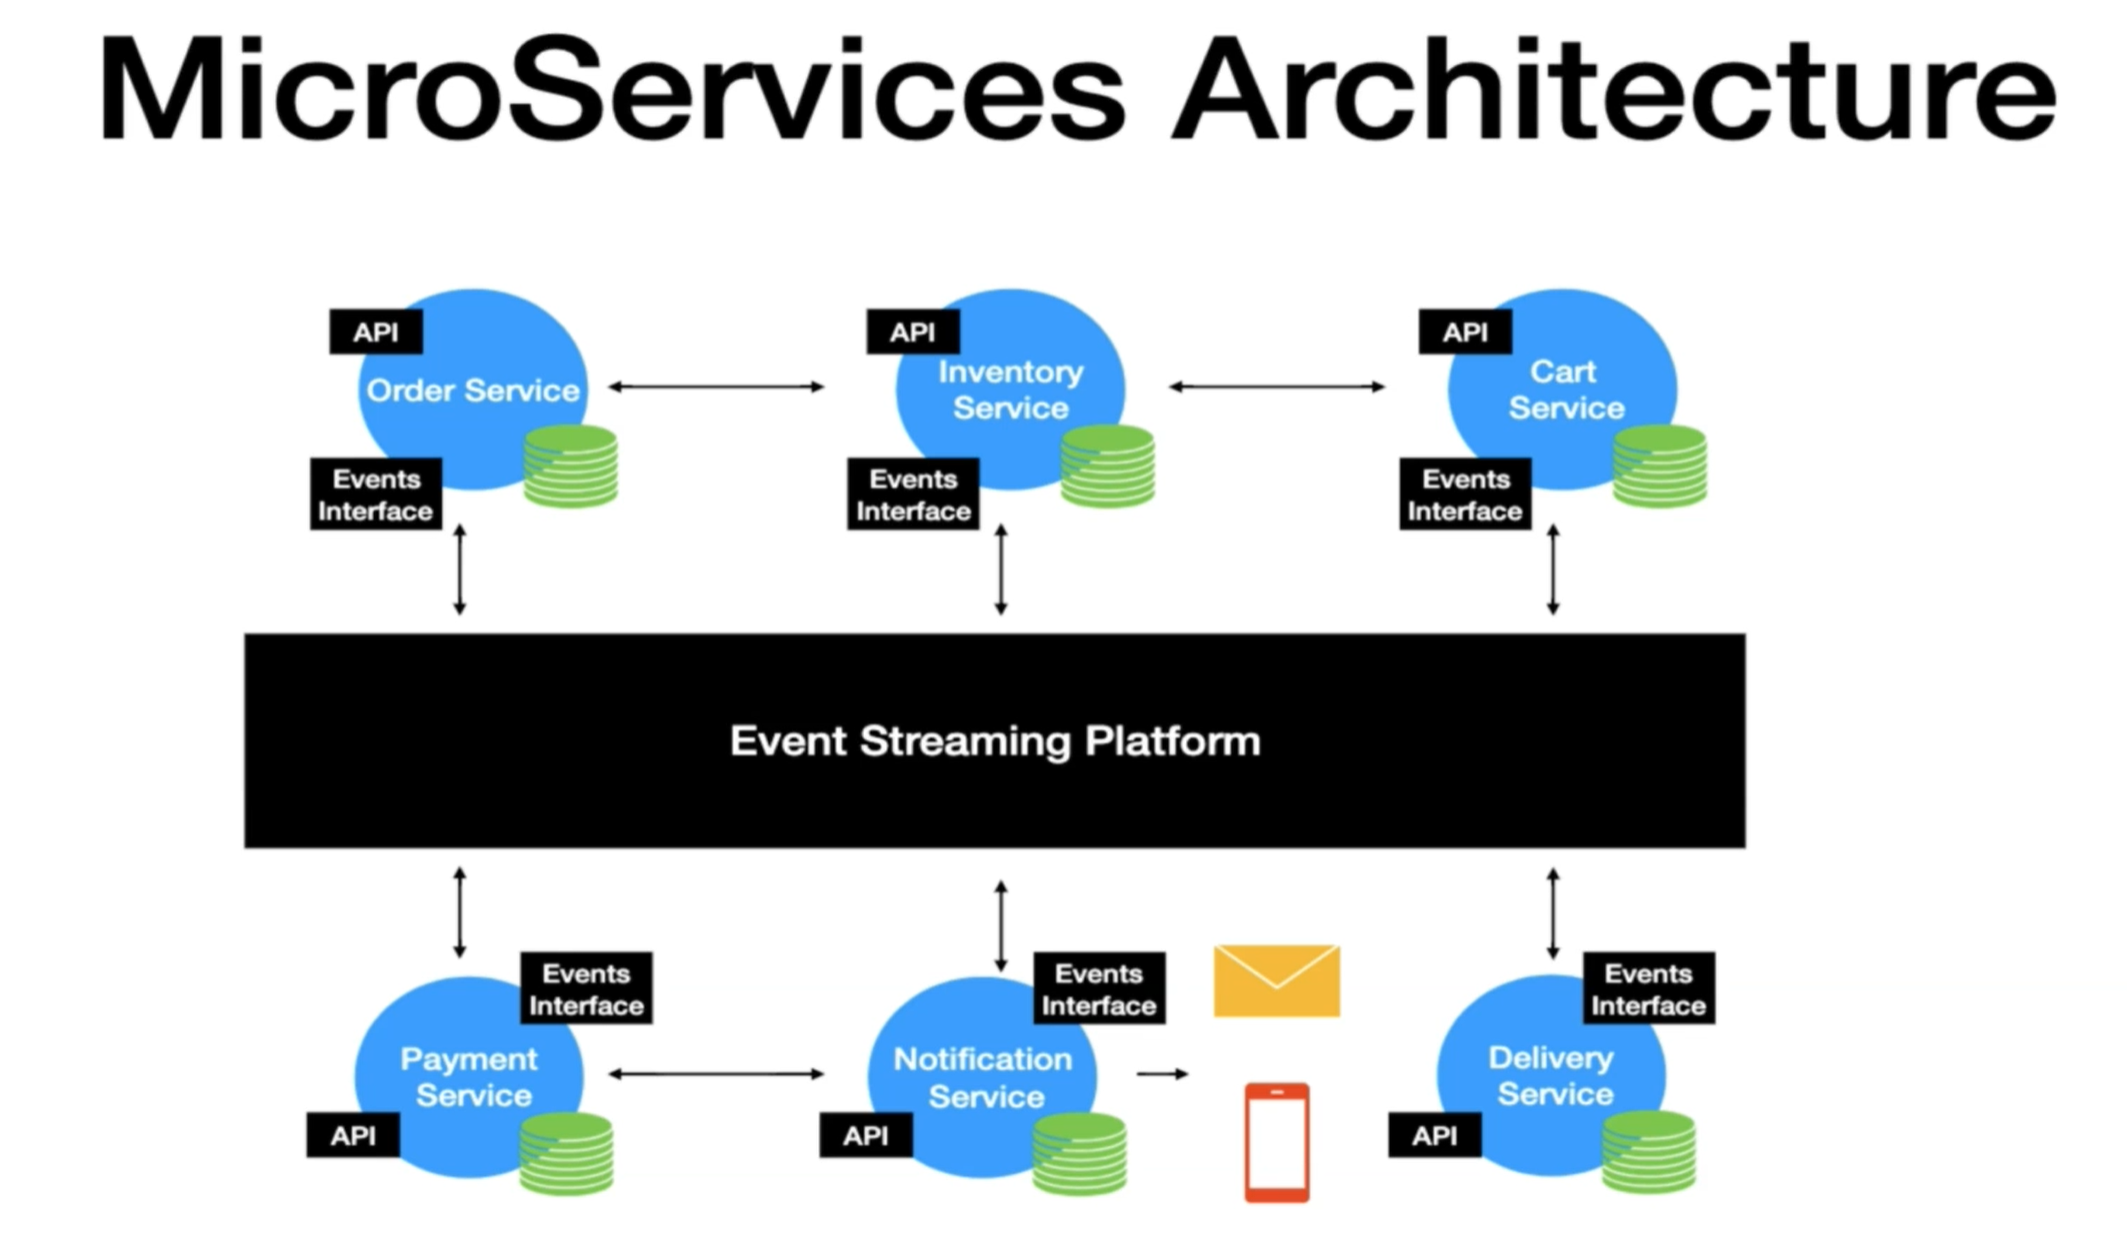 MicroServices Architecture
API
Order Service
Events
Interface
API
Inventory
Service
Events
Interface
API
Cart
Service
Events
Interface
Event Streaming Platform
Events
Interface
Payment
Service
API
Events
Interface
Notification
Service
API
Events
Interface
Delivery
Service
API